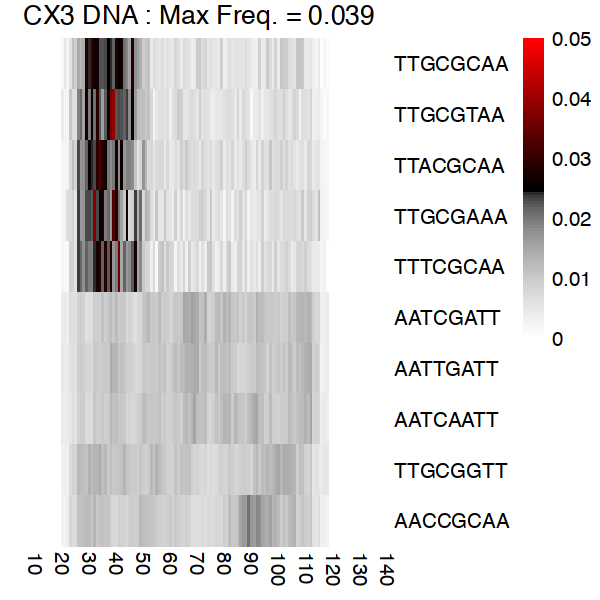 CX3 DNA : Max Freq. = 0.039
TTGCGCAA
TTGCGTAA
TTACGCAA
TTGCGAAA
TTTCGCAA
AATCGATT
AATTGATT
AATCAATT
TTGCGGTT
AACCGCAA
0.05
0.04
0.03
0.02
0.01
0
10 20 30 40 50 60 70 80 90 100 110 120 130 140